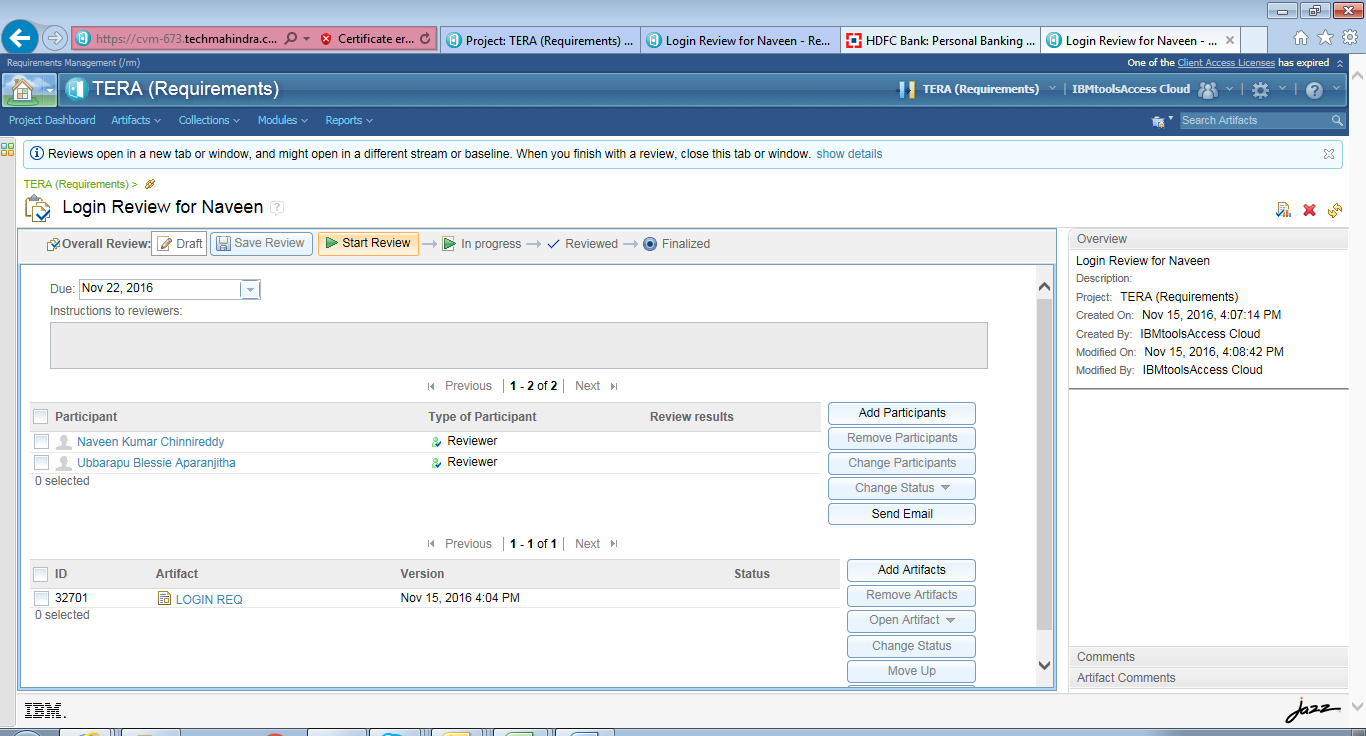 https://cvm-673.techmahindra.c... Certificate er... Project: TERA (Requirements) ... Login Review for Naveen - Re... HDFC Bank: Personal Banking ... Login Review for Naveen - ...
Requirements Management (/rm) One of the Client Access Licenses has expired
TERA (Requirements) TERA (Requirements) IBMtoolsAccess Cloud
Project Dashboard Artifacts Collections Modules Reports Search Artifacts
Reviews open in a new tab or window, and might open in a different stream or baseline. When you finish with a review, close this tab or window. show details
TERA (Requirements) >
Login Review for Naveen ?
Overall Review: Draft Save Review Start Review In progress Reviewed Finalized
Due: Nov 22, 2016
Instructions to reviewers:
Previous 1 - 2 of 2 Next
Participant Type of Participant Review results
Naveen Kumar Chinnireddy Reviewer
Ubbarapu Blessie Aparanjitha Reviewer
0 selected
Add Participants
Remove Participants
Change Participants
Change Status
Send Email
Previous 1 - 1 of 1 Next
ID Artifact Version Status
32701 LOGIN REQ Nov 15, 2016 4:04 PM
0 selected
Add Artifacts
Remove Artifacts
Open Artifact
Change Status
Move Up
Overview
Login Review for Naveen
Description:
Project: TERA (Requirements)
Created On: Nov 15, 2016, 4:07:14 PM
Created By: IBMtoolsAccess Cloud
Modified On: Nov 15, 2016, 4:08:42 PM
Modified By: IBMtoolsAccess Cloud
Comments
Artifact Comments
IBM.
jazz